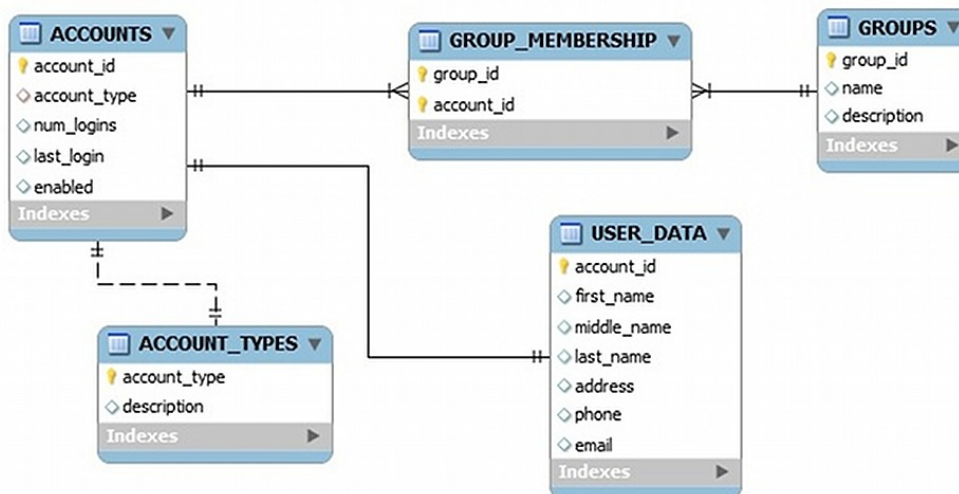 ACCOUNTS
account_id
account_type
num_logins
last_login
enabled
Indexes
GROUP_MEMBERSHIP
group_id
account_id
Indexes
GROUPS
group_id
name
description
Indexes
ACCOUNT_TYPES
account_type
description
Indexes
USER_DATA
account_id
first_name
middle_name
last_name
address
phone
email
Indexes